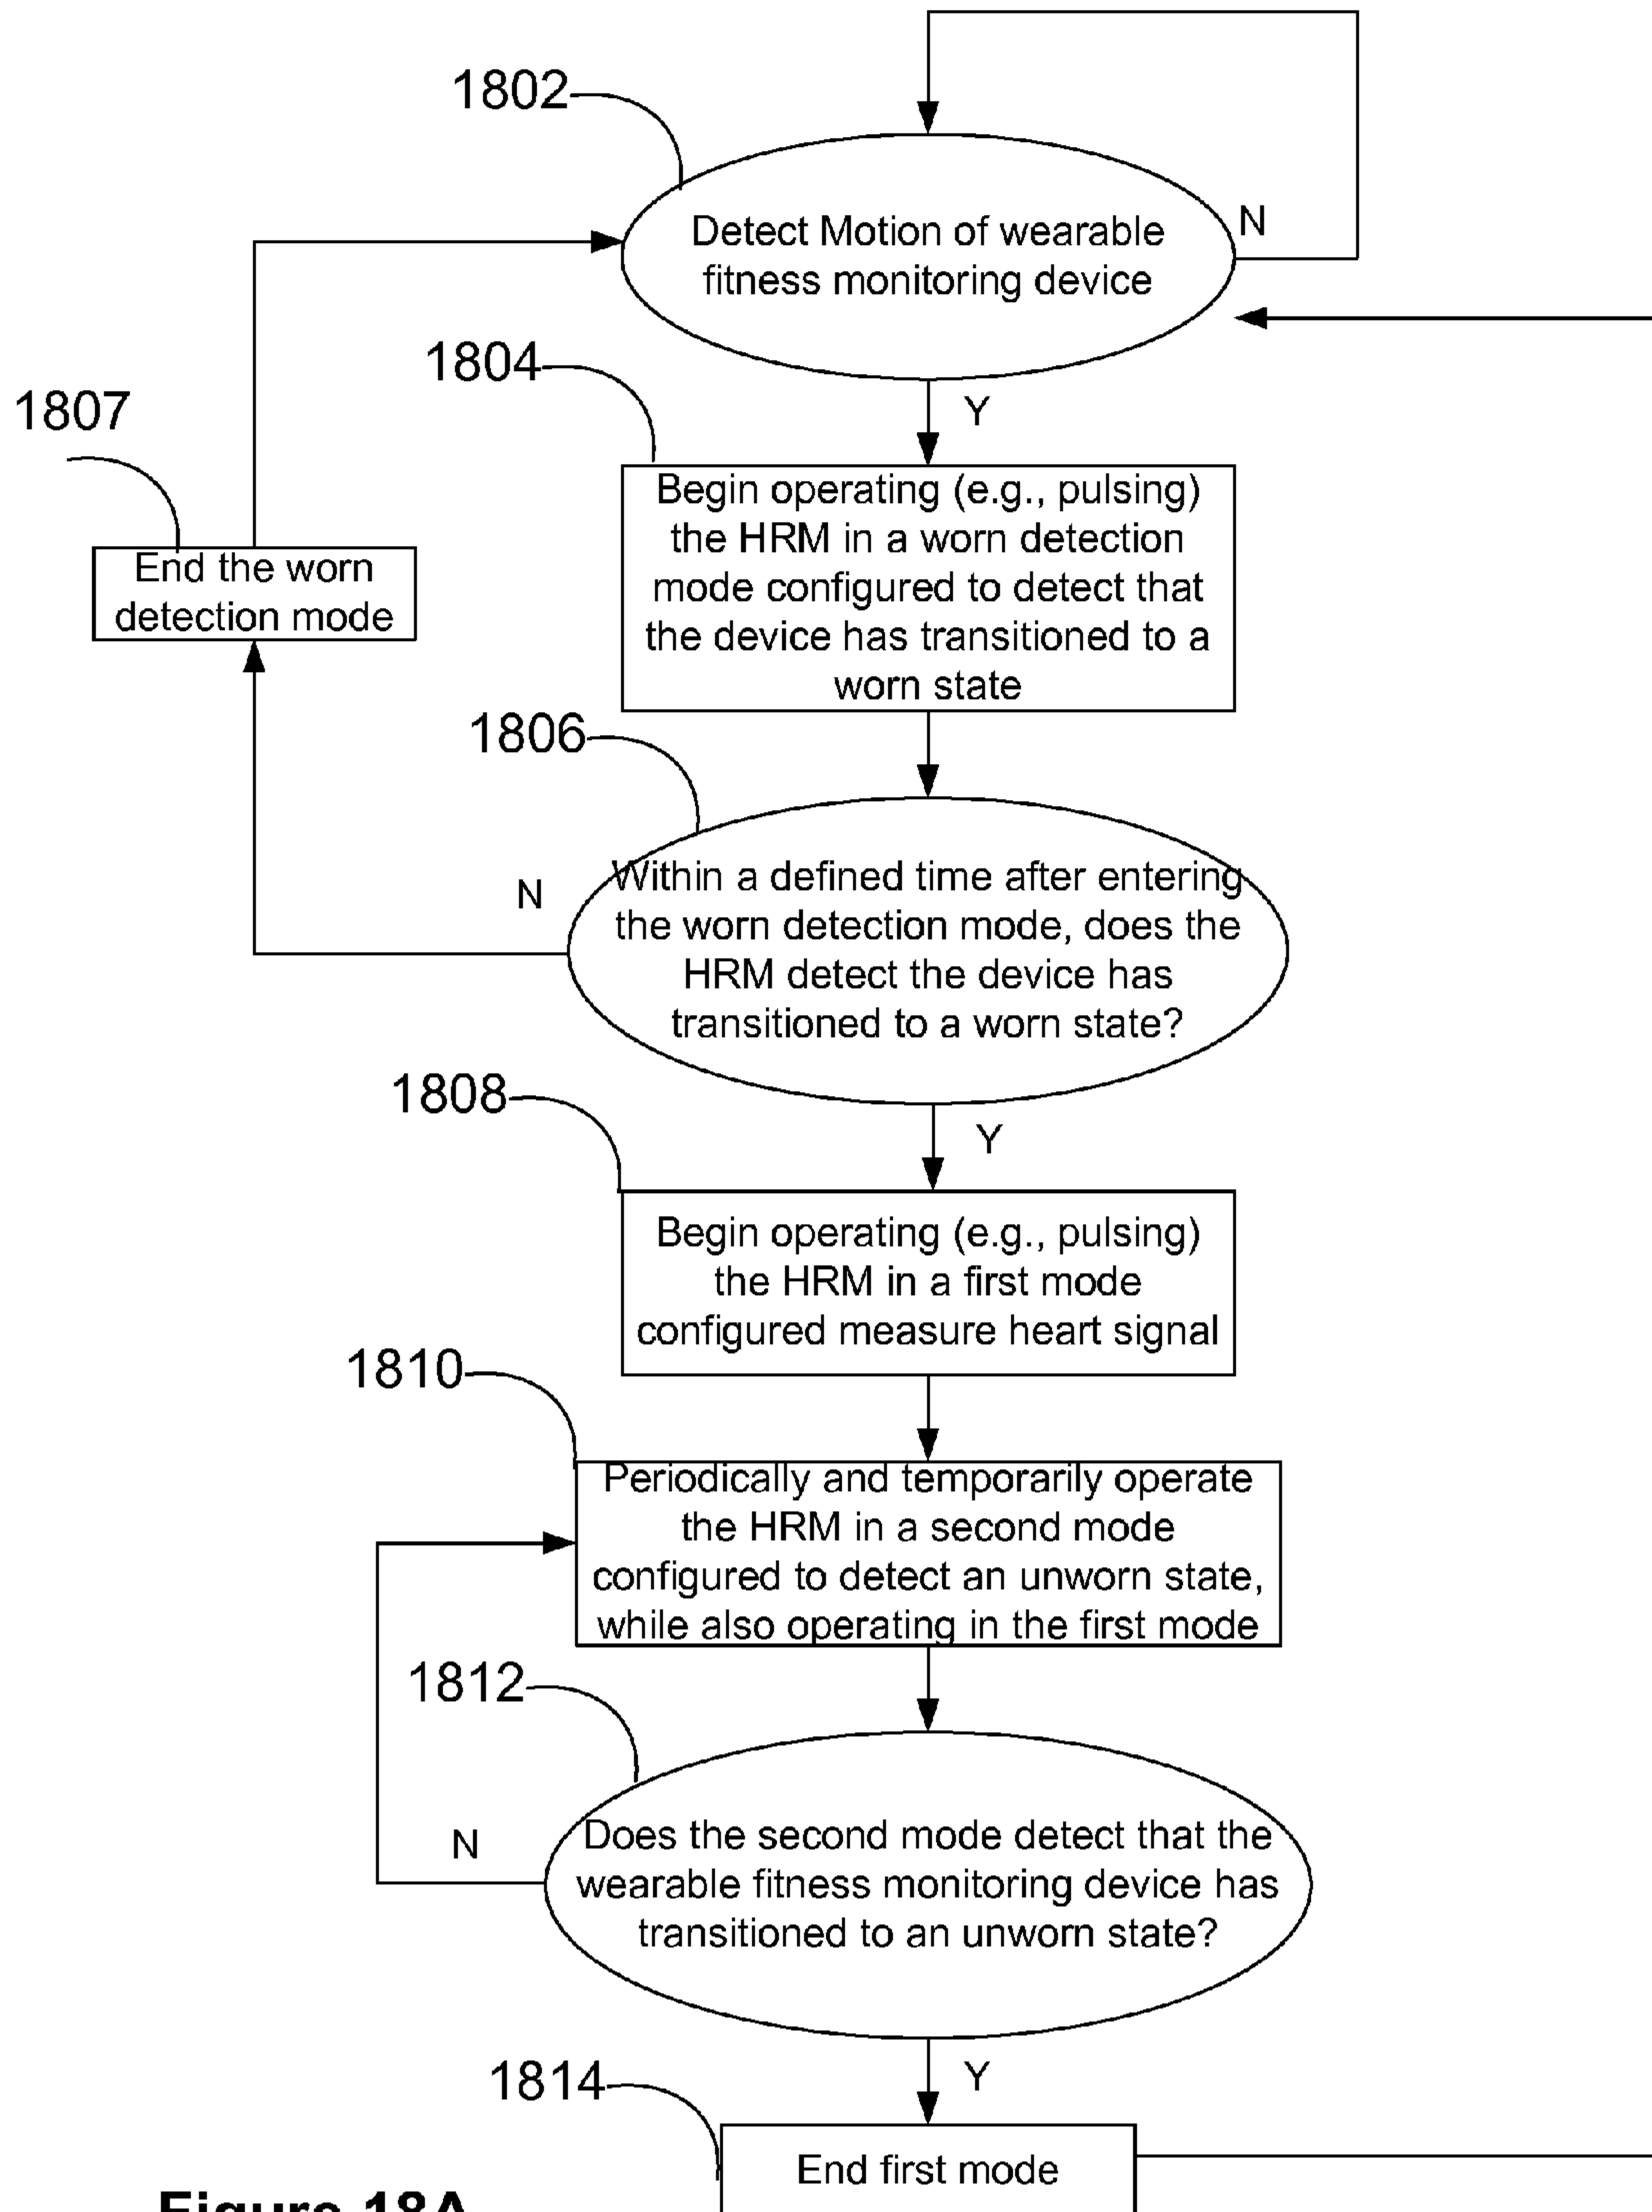 1802
Detect Motion of wearable
fitness monitoring device
N
Y
1804
Begin operating (e.g., pulsing)
the HRM in a worn detection
mode configured to detect that
the device has transitioned to a
worn state
1807
End the worn
detection mode
1806
Within a defined time after entering
the worn detection mode, does the
HRM detect the device has
transitioned to a worn state?
N
Y
1808
Begin operating (e.g., pulsing)
the HRM in a first mode
configured measure heart signal
1810
Periodically and temporarily operate
the HRM in a second mode
configured to detect an unworn state,
while also operating in the first mode
1812
Does the second mode detect that the
wearable fitness monitoring device has
transitioned to an unworn state?
N
Y
1814
End first mode
Figure 18A